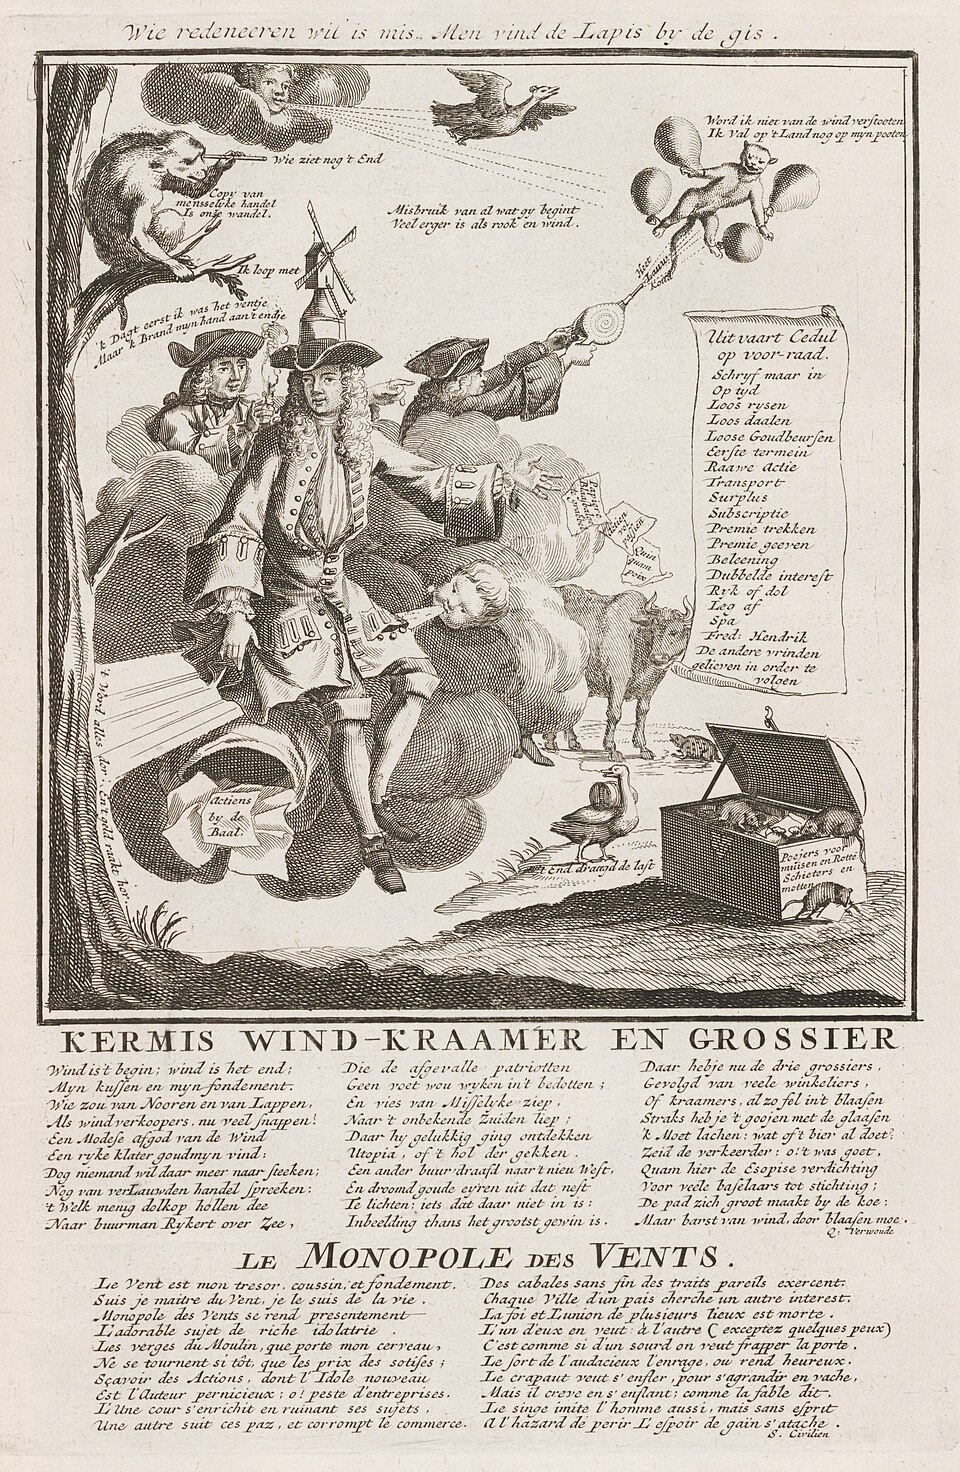 Wie redeneeren wil is mis.. Men vind de Lapis by de gis.
Word ik niet van de wind verstooten
Ik Val op 't Land nog op myn pooten
Wie ziet nog 't End
Copy van
mensselyke handel
Is onse wandel.
Misbruik van al wat gy begint
Veel erger is als rook en wind.
Ik loop met
Heet
Lauw
Koud
'k Dagt eerst ik was het ventje
Maar 'k Brand myn hand aan't endje
Uitvaart Cedul
op voor-raad.
Schryf maar in
Op tyd
Loos rysen
Loos daalen
Loose Goudbeursen
Eerste termein
Raawe actie
Transport
Surplus
Subscriptie
Premie trekken
Premie geeven
Beleening
Dubbelde interest
Ryk of dol
Leg af
Spa
Fred: Hendrik
De andere vrinden
gelieven in order te
volgen
Quin
quan
poix
Actiens
by de
Baal.
't End draagd de last
Poejers voor
muisen en Rotte
Schieters en
motten
KERMIS WIND-KRAAMER EN GROSSIER
Wind is't begin; wind is het end;
Myn kussen en myn fondement.
Wie zou van Nooren en van Lappen,
Als windverkoopers, nu veel snappen!
Een Modese afgod van de Wind
Een ryke klater goudmyn vind:
Dog niemand wil daar meer naar steeken;
Nog van verLauwden handel spreeken:
't Welk menig dolkop hollen dee
Naar buurman Rykert over Zee,
Die de afgevalle patriotten
Geen voet wou wyken in't bedotten;
En vies van Misselyke ziep,
Naar 't onbekende Zuiden liep;
Daar hy gelukkig ging ontdekken
Utopia, of 't hol der gekken.
Een ander buur draafd naar't nieu West,
En droomd goude eyren uit dat nest
Te lichten; iets dat daar niet in is:
Inbeelding thans het grootst gewin is.
Daar hebje nu de drie grossiers,
Gevolgd van veele winkeliers,
Of kraamers, al zo fel in't blaasen
Straks heb je 't goojen met de glaasen
'k Moet lachen; wat of't bier al doet?
Zeid de verkeerder: o! 't was goet,
Quam hier de Esopise verdichting
Voor veele baselaars tot stichting;
De pad zich groot maakt by de koe;
Maar barst van wind, door blaasen moe.
Q: Verwoude
LE MONOPOLE DES VENTS.
Le Vent est mon tresor, coussin, et fondement.
Suis je maitre du Vent, je le suis de la vie.
Monopole des Vents se rend presentement
L'adorable sujet de riche idolatrie.
Les verges du Moulin, que porte mon cerveau,
Ne se tournent si tôt, que les prix des sotises;
Sçavoir des Actions, dont l'Idole nouveau
Est l'Auteur pernicieux; o! peste d'entreprises.
L'Une cour s'enrichit en ruinant ses sujets,
Une autre suit ces paz, et corrompt le commerce.
Des cabales sans fin des traits pareils exercent.
Chaque Ville d'un pais cherche un autre interest.
La foi et L'union de plusieurs lieux est morte.
L'un d'eux en veut à l'autre (exceptez quelques peux)
C'est comme si d'un sourd on veut frapper la porte.
Le sort de l'audacieux l'enrage, ou rend heureux.
Le crapaut veut s'enfler, pour s'agrandir en vache,
Mais il creve en s'enflant; comme la fable dit.
Le singe imite l'homme aussi, mais sans esprit
A l'hazard de perir L'espoir de gain s'atache.
S. Civilien